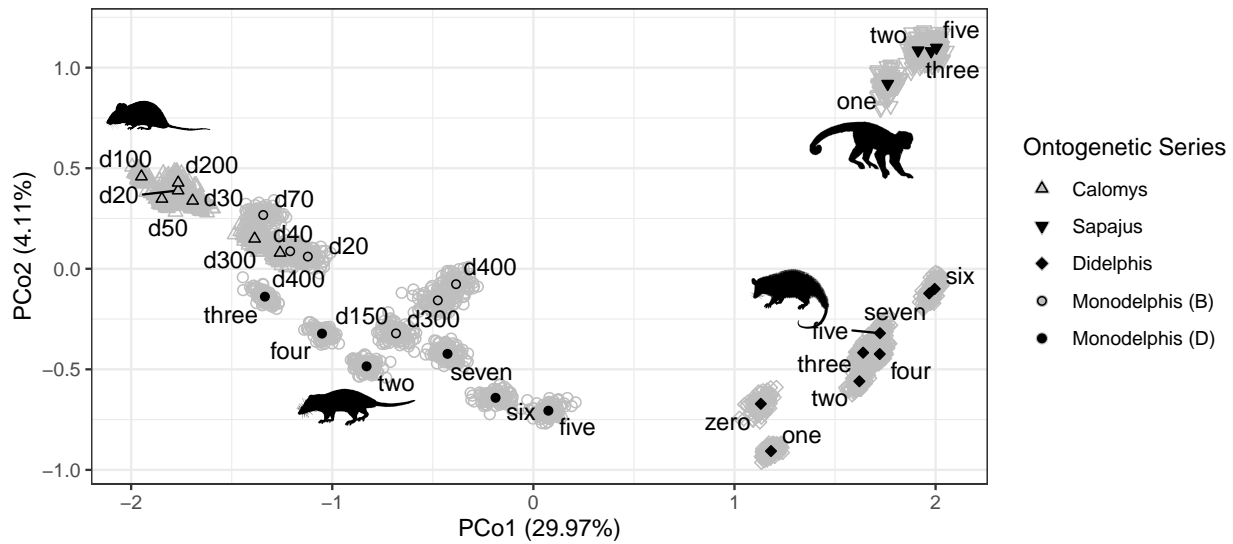 two
five
three
one
1.0
0.5
0.0
−0.5
−1.0
PCo2 (4.11%)
d100
d200
d20
d30
d50
d70
d40
d20
d300
d400
d400
d150
d300
three
four
two
seven
six
five
six
seven
five
three
four
two
zero
one
−2
−1
0
1
2
PCo1 (29.97%)
Ontogenetic Series
Calomys
Sapajus
Didelphis
Monodelphis (B)
Monodelphis (D)